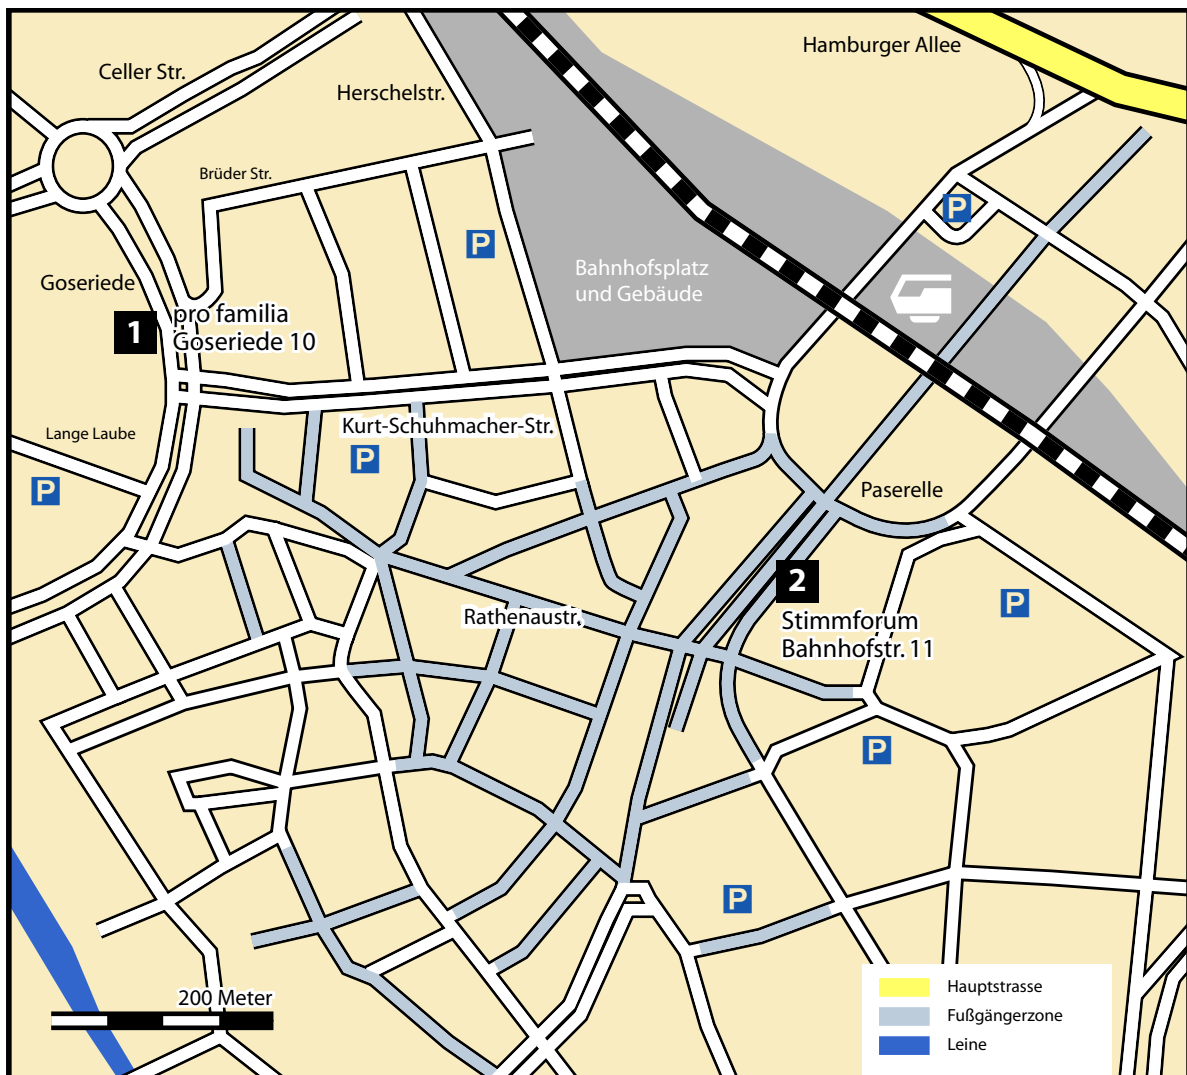 Hamburger Allee
Celler Str.
Herschelstr.
Brüder Str.
P
P
Bahnhofsplatz
und Gebäude
Goseriede
1
pro familia
Goseriede 10
Kurt-Schuhmacher-Str.
Lange Laube
P
P
Paserelle
2
Rathenaustr.
P
Stimmforum
Bahnhofstr. 11
P
P
200 Meter
Hauptstrasse
Fußgängerzone
Leine